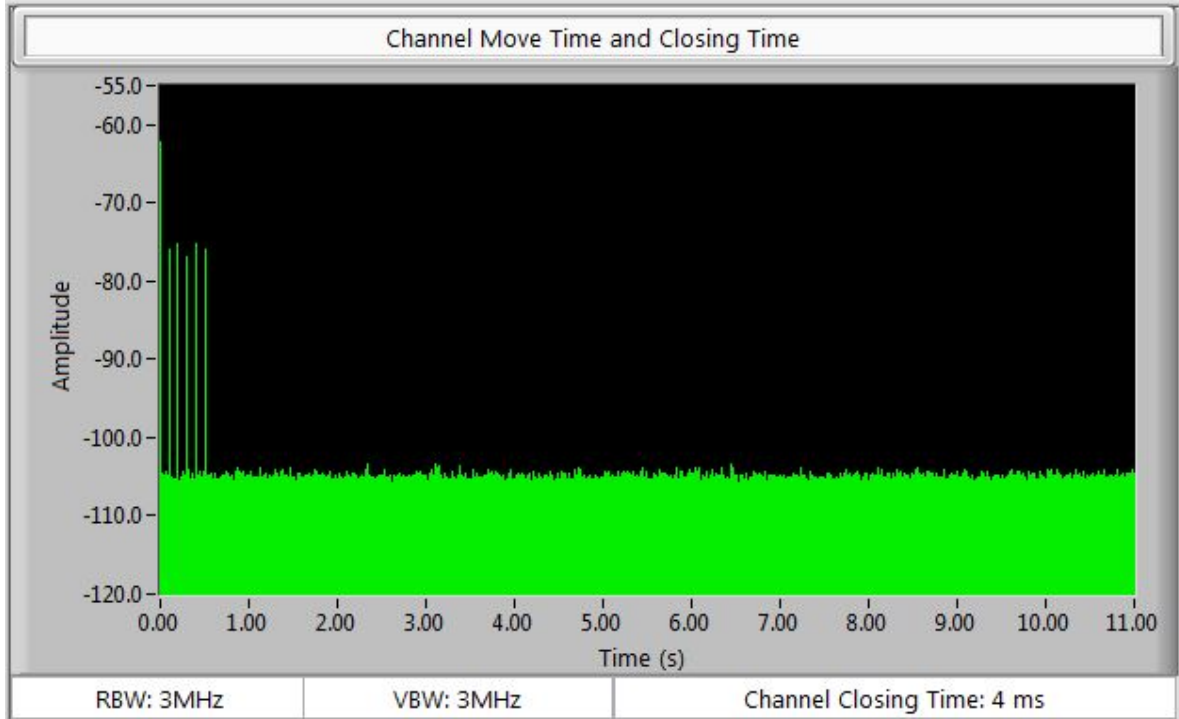 Channel Move Time and Closing Time
-55.0
-60.0
-70.0
-80.0
-90.0
-100.0
-110.0
-120.0
Amplitude
0.00 1.00 2.00 3.00 4.00 5.00 6.00 7.00 8.00 9.00 10.00 11.00
Time (s)
RBW: 3MHz VBW: 3MHz Channel Closing Time: 4 ms